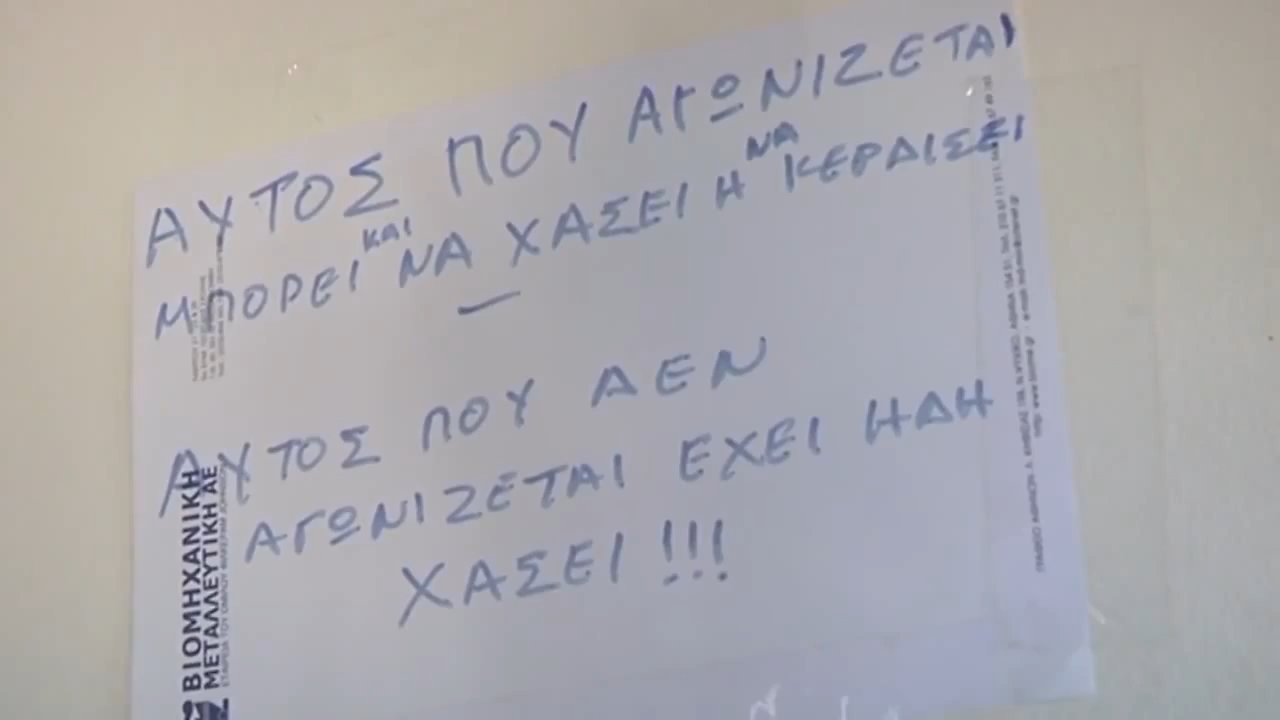 ΑΥΤΟΣ ΠΟΥ ΑΓΩΝΙΖΕΤΑΙ
ΜΠΟΡΕΙ ΚΑΙ ΝΑ ΧΑΣΕΙ Η ΝΑ ΚΕΡΔΙΣΕΙ
—
ΑΥΤΟΣ ΠΟΥ ΔΕΝ
ΑΓΩΝΙΖΕΤΑΙ ΕΧΕΙ ΗΔΗ
ΧΑΣΕΙ !!!
ΒΙΟΜΗΧΑΝΙΚΗ
ΜΕΤΑΛΛΕΥΤΙΚΗ ΑΕ